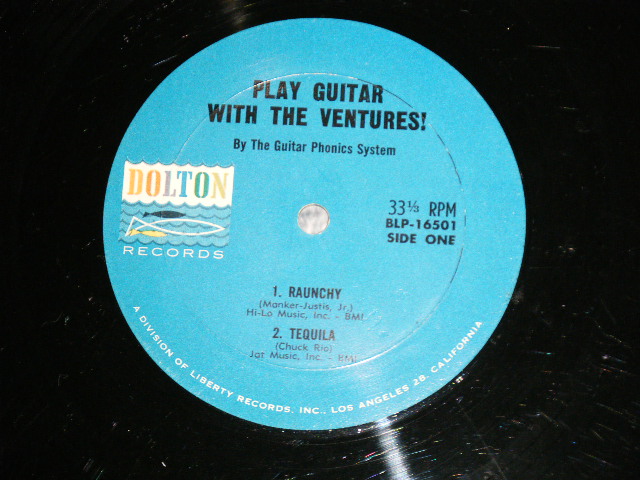 PLAY GUITAR
WITH THE VENTURES!
By The Guitar Phonics System
DOLTON
RECORDS
33⅓ RPM
BLP-16501
SIDE ONE
1. RAUNCHY
(Manker-Justis, Jr.)
Hi-Lo Music, Inc. - BMI
2. TEQUILA
(Chuck Rio)
Jat Music, Inc. - BMI
A DIVISION OF LIBERTY RECORDS, INC., LOS ANGELES 28, CALIFORNIA